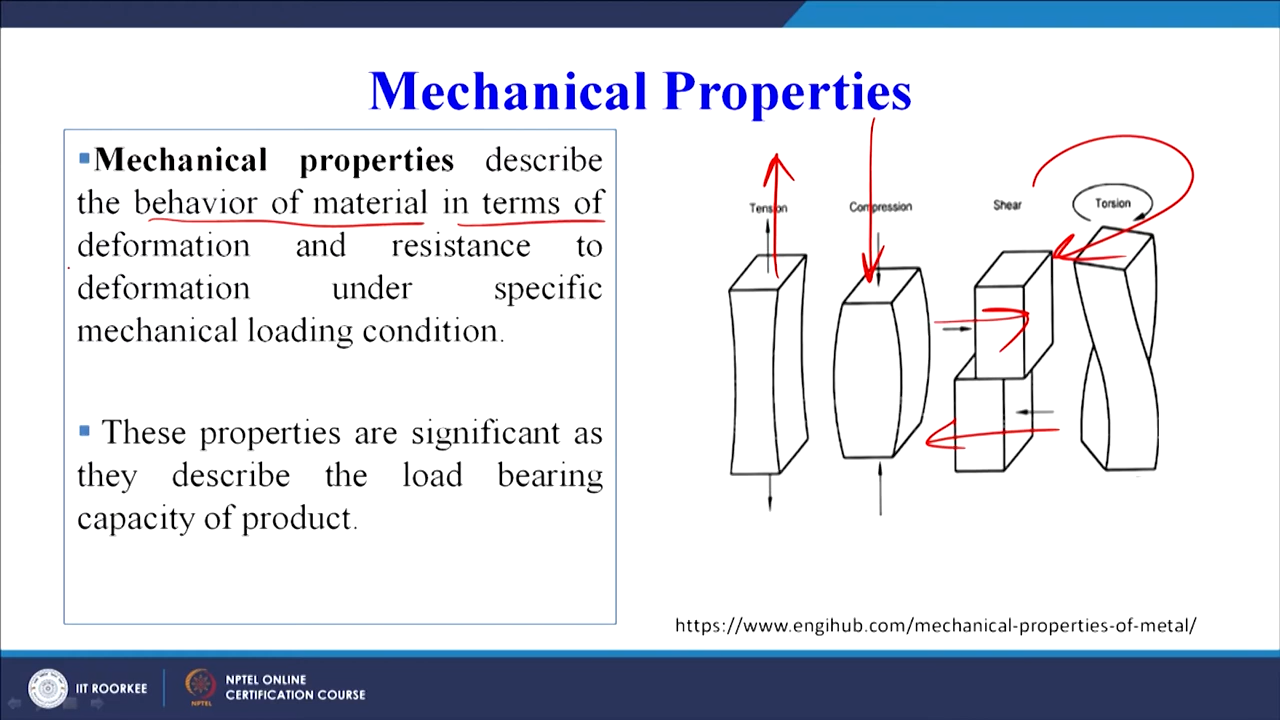 Mechanical Properties
▪Mechanical properties describe
the behavior of material in terms of
deformation and resistance to
deformation under specific
mechanical loading condition.
▪ These properties are significant as
they describe the load bearing
capacity of product.
Tension
Compression
Shear
Torsion
https://www.engihub.com/mechanical-properties-of-metal/
IIT ROORKEE
NPTEL ONLINE
CERTIFICATION COURSE
NPTEL